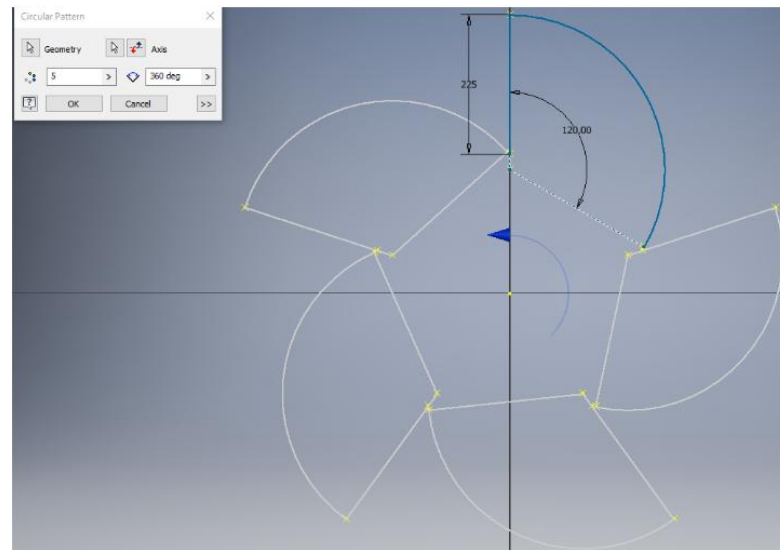 Circular Pattern
Geometry Axis
5 360 deg
? OK Cancel >>
225
120,00